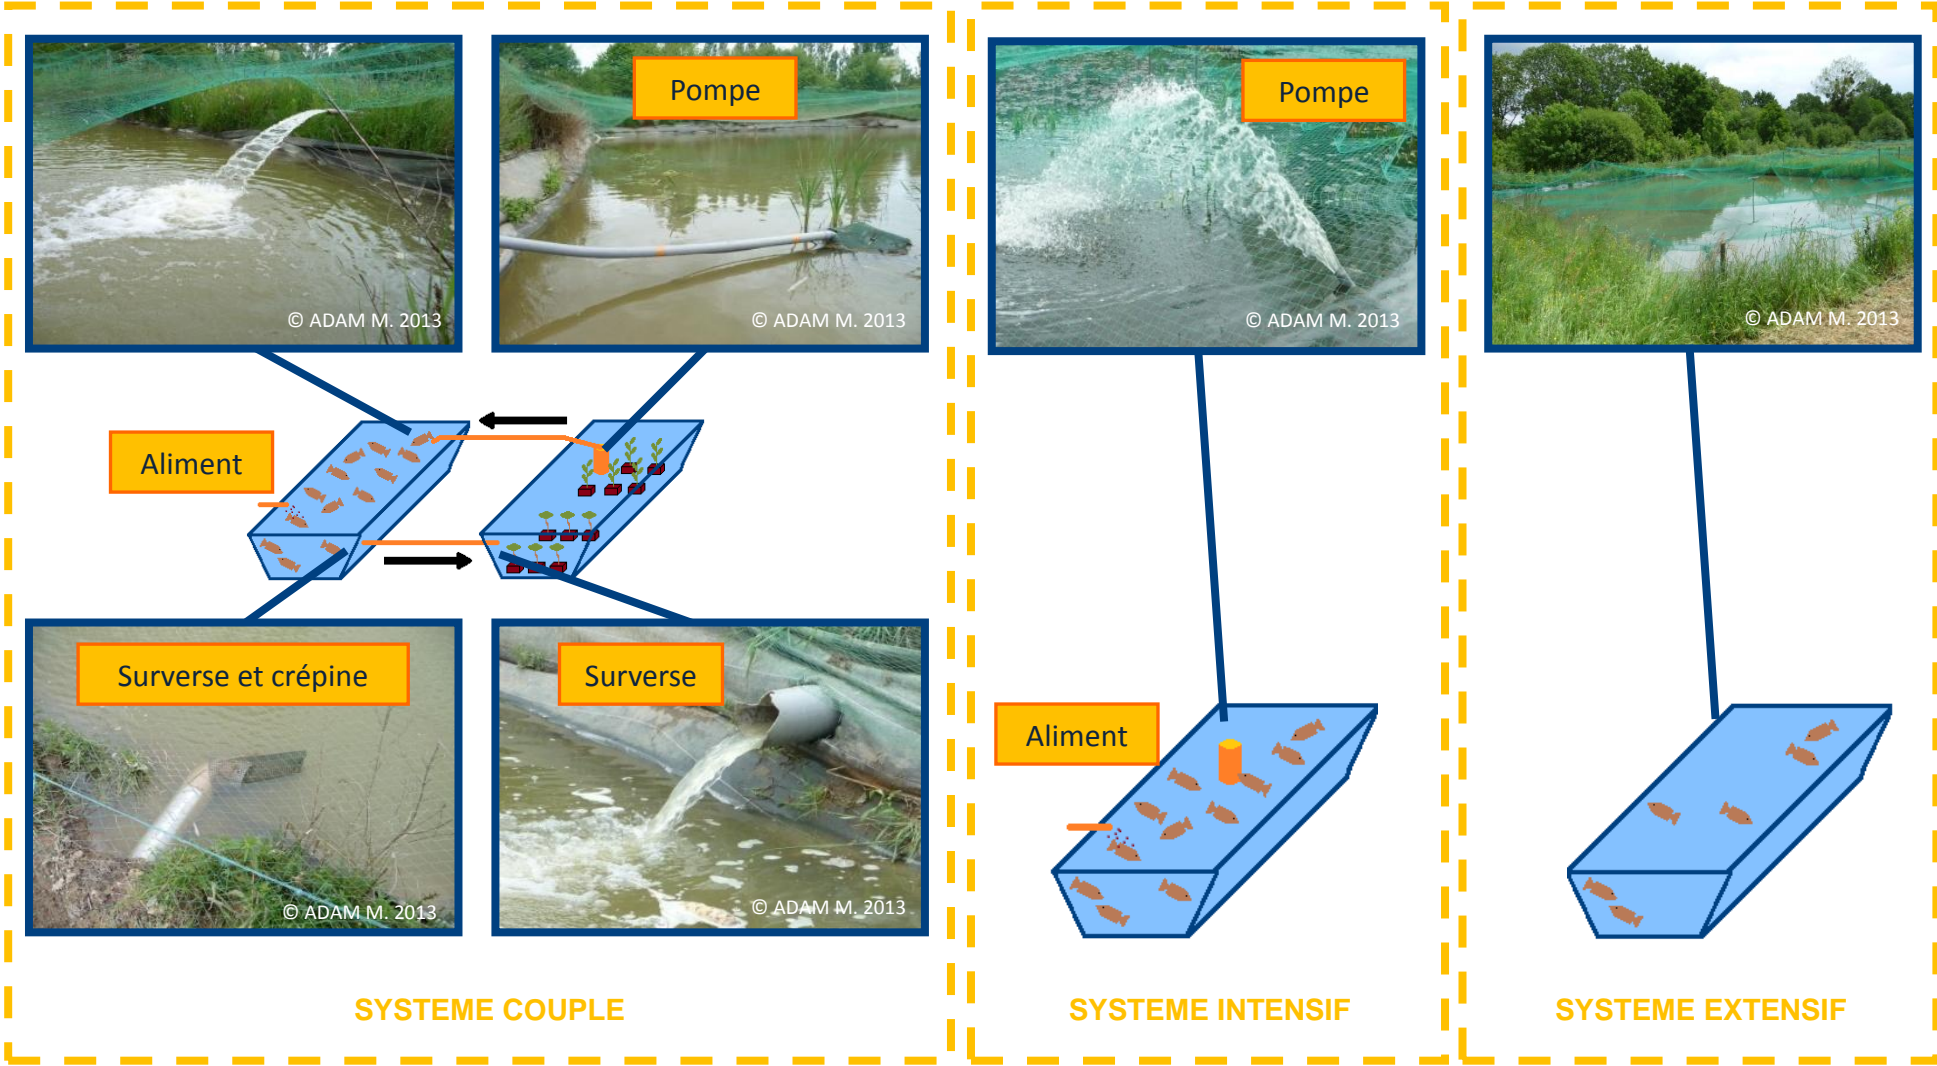 Pompe
© ADAM M. 2013
© ADAM M. 2013
Aliment
Surverse et crépine
Surverse
© ADAM M. 2013
© ADAM M. 2013
SYSTEME COUPLE
Pompe
© ADAM M. 2013
Aliment
SYSTEME INTENSIF
© ADAM M. 2013
SYSTEME EXTENSIF